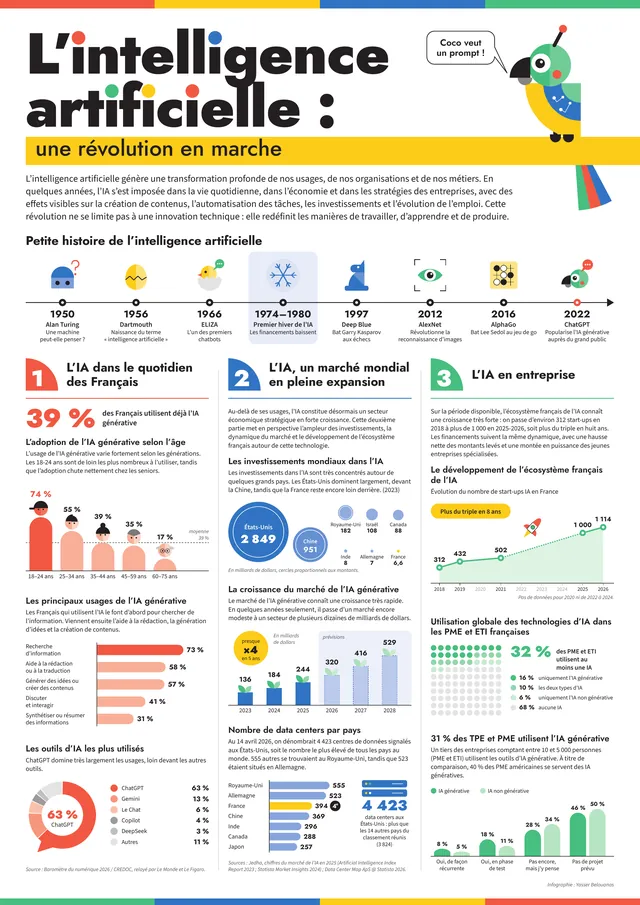 L'intelligence
artificielle :
Coco veut
un prompt !
une révolution en marche
L'intelligence artificielle génère une transformation profonde de nos usages, de nos organisations et de nos métiers. En
quelques années, l'IA s'est imposée dans la vie quotidienne, dans l'économie et dans les stratégies des entreprises, avec des
effets visibles sur la création de contenus, l'automatisation des tâches, les investissements et l'évolution de l'emploi. Cette
révolution ne se limite pas à une innovation technique : elle redéfinit les manières de travailler, d'apprendre et de produire.
Petite histoire de l'intelligence artificielle
1950
Alan Turing
Une machine
peut-elle penser ?
1956
Dartmouth
Naissance du terme
« intelligence artificielle »
1966
ELIZA
L'un des premiers
chatbots
1974–1980
Premier hiver de l'IA
Les financements baissent
1997
Deep Blue
Bat Garry Kasparov
aux échecs
2012
AlexNet
Révolutionne la
reconnaissance d'images
2016
AlphaGo
Bat Lee Sedol au jeu de go
2022
ChatGPT
Popularise l'IA générative
auprès du grand public
1
L'IA dans le quotidien
des Français
39 %
des Français utilisent déjà l'IA
générative
L'adoption de l'IA générative selon l'âge
L'usage de l'IA générative varie fortement selon les générations.
Les 18-24 ans sont de loin les plus nombreux à l'utiliser, tandis
que l'adoption chute nettement chez les seniors.
74 %
55 %
39 %
35 %
17 %
moyenne
39 %
18–24 ans
25–34 ans
35–44 ans
45–59 ans
60–75 ans
Les principaux usages de l'IA générative
Les Français qui utilisent l'IA le font d'abord pour chercher de
l'information. Viennent ensuite l'aide à la rédaction, la génération
d'idées et la création de contenus.
Recherche
d'information
73 %
Aide à la rédaction
ou à la traduction
58 %
Générer des idées ou
créer des contenus
57 %
Discuter
et interagir
41 %
Synthétiser ou résumer
des informations
31 %
Les outils d'IA les plus utilisés
ChatGPT domine très largement les usages, loin devant les autres
outils.
63 %
ChatGPT
ChatGPT 63 %
Gemini 13 %
Le Chat 6 %
Copilot 4 %
DeepSeek 3 %
Autres 11 %
Source : Baromètre du numérique 2026 / CREDOC, relayé par Le Monde et Le Figaro.
2
L'IA, un marché mondial
en pleine expansion
Au-delà de ses usages, l'IA constitue désormais un secteur
économique stratégique en forte croissance. Cette deuxième
partie met en perspective l'ampleur des investissements, la
dynamique du marché et le développement de l'écosystème
français autour de cette technologie.
Les investissements mondiaux dans l'IA
Les investissements dans l'IA sont très concentrés autour de
quelques grands pays. Les États-Unis dominent largement, devant
la Chine, tandis que la France reste encore loin derrière. (2023)
États-Unis
2 849
Chine
951
Royaume-Uni
182
Israël
108
Canada
88
Inde
8
Allemagne
7
France
6,6
En milliards de dollars, cercles proportionnels aux montants.
La croissance du marché de l'IA générative
Le marché de l'IA générative connaît une croissance très rapide.
En quelques années seulement, il passe d'un marché encore
modeste à un secteur de plusieurs dizaines de milliards de dollars.
presque
x4
en 5 ans
En milliards
de dollars
prévisions
136
184
244
320
416
529
2023
2024
2025
2026
2027
2028
Nombre de data centers par pays
Au 14 avril 2026, on dénombrait 4 423 centres de données signalés
aux États-Unis, soit le nombre le plus élevé de tous les pays au
monde. 555 autres se trouvaient au Royaume-Uni, tandis que 523
étaient situés en Allemagne.
Royaume-Uni 555
Allemagne 523
France 394
Chine 369
Inde 296
Canada 288
Japon 257
4 423
data centers aux
États-Unis : plus que
les 14 autres pays du
classement réunis
(3 824)
Sources : Jedha, chiffres du marché de l'IA en 2025 (Artificial Intelligence Index
Report 2023 ; Statista Market Insights 2024) ; Data Center Map ApS @ Statista 2026.
3
L'IA en entreprise
Sur la période disponible, l'écosystème français de l'IA connaît
une croissance très forte : on passe d'environ 312 start-ups en
2018 à plus de 1 000 en 2025-2026, soit plus du triple en huit ans.
Les financements suivent la même dynamique, avec une hausse
nette des montants levés et une montée en puissance des jeunes
entreprises spécialisées.
Le développement de l'écosystème français
de l'IA
Évolution du nombre de start-ups IA en France
Plus du triple en 8 ans
312
432
502
1 000
1 114
2018
2019
2020
2021
2022
2023
2024
2025
2026
Pas de données pour 2020 ni de 2022 à 2024.
Utilisation globale des technologies d'IA dans
les PME et ETI françaises
32 %
des PME et ETI
utilisent au
moins une IA
16 % uniquement l'IA générative
10 % les deux types d'IA
6 % uniquement l'IA non générative
68 % aucune IA
31 % des TPE et PME utilisent l'IA générative
Un tiers des entreprises comptant entre 10 et 5 000 personnes
(PME et ETI) utilisent les outils d'IA générative. À titre de
comparaison, 40 % des PME américaines se servent des IA
génératives.
IA générative
IA non générative
8 %
5 %
18 %
11 %
28 %
34 %
46 %
50 %
Oui, de façon
récurrente
Oui, en phase
de test
Pas encore,
mais j'y pense
Pas de projet
prévu
Infographie : Yasser Belouanas